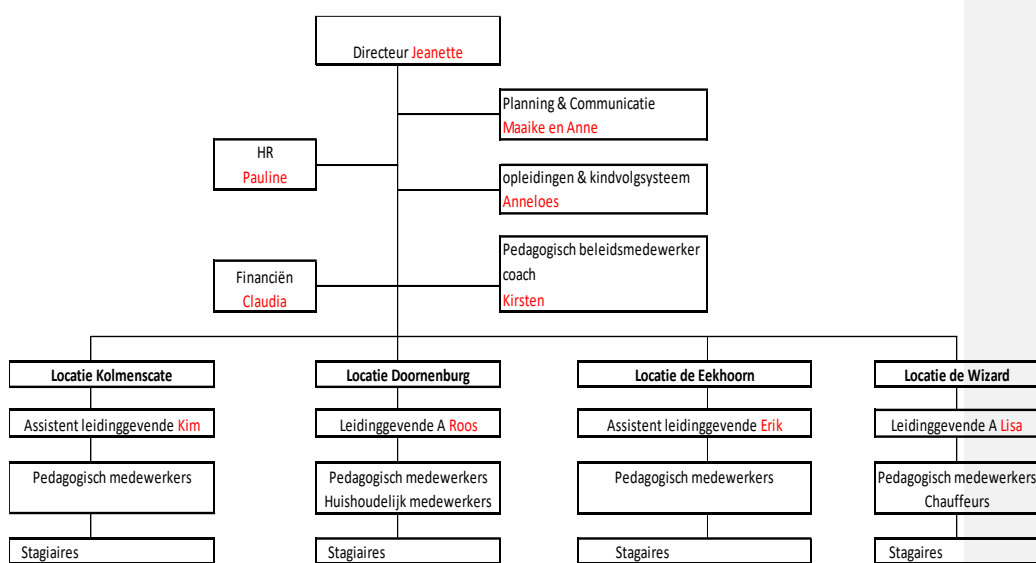 Directeur Jeanette
Planning & Communicatie
Maaike en Anne
HR
Pauline
opleidingen & kindvolgsysteem
Anneloes
Pedagogisch beleidsmedewerker
coach
Kirsten
Financiën
Claudia
Locatie Kolmenscate
Locatie Doornenburg
Locatie de Eekhoorn
Locatie de Wizard
Assistent leidinggevende Kim
Leidinggevende A Roos
Assistent leidinggevende Erik
Leidinggevende A Lisa
Pedagogisch medewerkers
Pedagogisch medewerkers
Huishoudelijk medewerkers
Pedagogisch medewerkers
Pedagogisch medewerkers
Chauffeurs
Stagiaires
Stagiaires
Stagaires
Stagaires